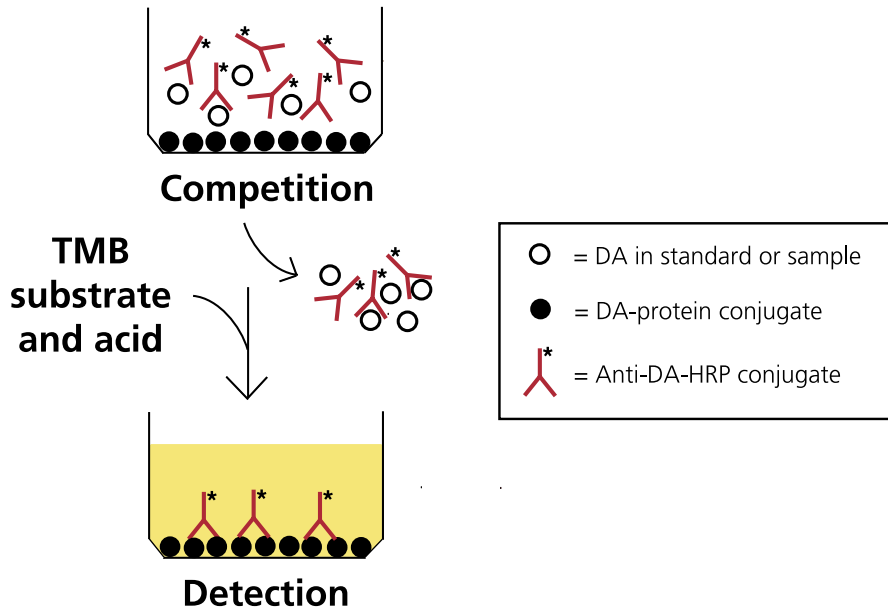 Competition
TMB
substrate
and acid
= DA in standard or sample
= DA-protein conjugate
* = Anti-DA-HRP conjugate
Detection